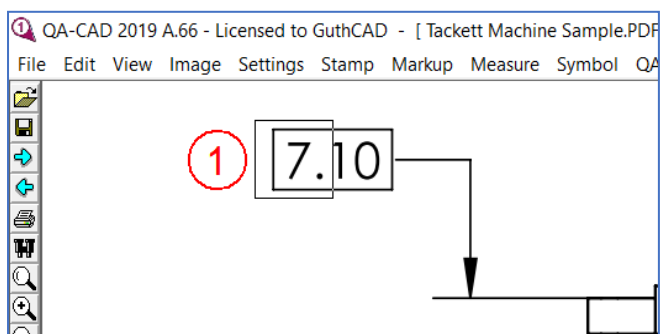 QA-CAD 2019 A.66 - Licensed to GuthCAD - [ Tackett Machine Sample.PDF
File Edit View Image Settings Stamp Markup Measure Symbol QA
1 7.10